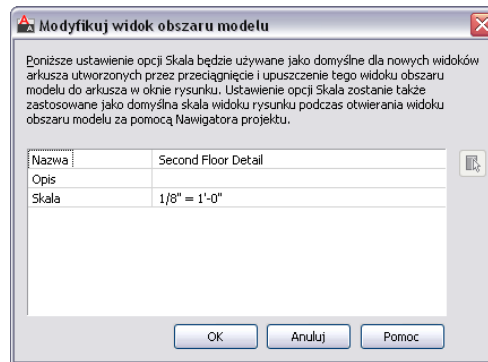 Modyfikuj widok obszaru modelu
Poniższe ustawienie opcji Skala będzie używane jako domyślne dla nowych widoków
arkusza utworzonych przez przeciągnięcie i upuszczenie tego widoku obszaru
modelu do arkusza w oknie rysunku. Ustawienie opcji Skala zostanie także
zastosowane jako domyślna skala widoku rysunku podczas otwierania widoku
obszaru modelu za pomocą Nawigatora projektu.
Nazwa Second Floor Detail
Opis
Skala 1/8" = 1'-0"
OK Anuluj Pomoc